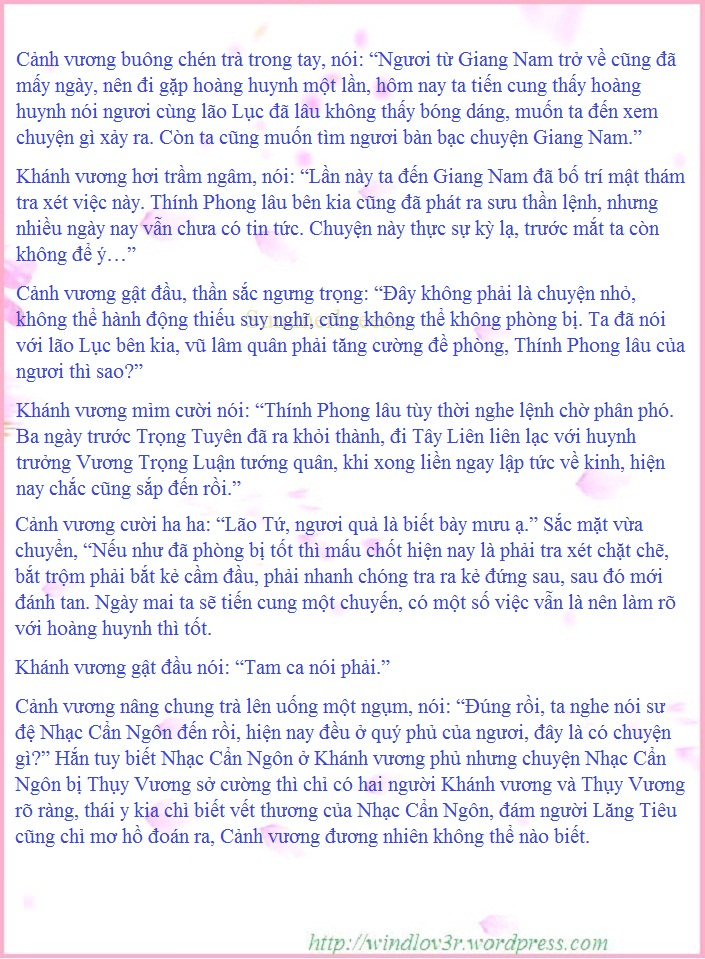 Cảnh vương buông chén trà trong tay, nói: “Ngươi từ Giang Nam trở về cũng đã
mấy ngày, nên đi gặp hoàng huynh một lần, hôm nay ta tiến cung thấy hoàng
huynh nói ngươi cùng lão Lục đã lâu không thấy bóng dáng, muốn ta đến xem
chuyện gì xảy ra. Còn ta cũng muốn tìm ngươi bàn bạc chuyện Giang Nam.”
Khánh vương hơi trầm ngâm, nói: “Lần này ta đến Giang Nam đã bố trí mật thám
tra xét việc này. Thính Phong lâu bên kia cũng đã phát ra sưu thần lệnh, nhưng
nhiều ngày nay vẫn chưa có tin tức. Chuyện này thực sự kỳ lạ, trước mắt ta còn
không để ý…”
Cảnh vương gật đầu, thần sắc ngưng trọng: “Đây không phải là chuyện nhỏ,
không thể hành động thiếu suy nghĩ, cũng không thể không phòng bị. Ta đã nói
với lão Lục bên kia, vũ lâm quân phải tăng cường đề phòng, Thính Phong lâu của
ngươi thì sao?”
Khánh vương mỉm cười nói: “Thính Phong lâu tùy thời nghe lệnh chờ phân phó.
Ba ngày trước Trọng Tuyên đã ra khỏi thành, đi Tây Liên liên lạc với huynh
trưởng Vương Trọng Luận tướng quân, khi xong liền ngay lập tức về kinh, hiện
nay chắc cũng sắp đến rồi.”
Cảnh vương cười ha ha: “Lão Tứ, ngươi quả là biết bày mưu ạ.” Sắc mặt vừa
chuyển, “Nếu như đã phòng bị tốt thì mấu chốt hiện nay là phải tra xét chặt chẽ,
bắt trộm phải bắt kẻ cầm đầu, phải nhanh chóng tra ra kẻ đứng sau, sau đó mới
đánh tan. Ngày mai ta sẽ tiến cung một chuyến, có một số việc vẫn là nên làm rõ
với hoàng huynh thì tốt.
Khánh vương gật đầu nói: “Tam ca nói phải.”
Cảnh vương nâng chung trà lên uống một ngụm, nói: “Đúng rồi, ta nghe nói sư
đệ Nhạc Cẩn Ngôn đến rồi, hiện nay đều ở quý phủ của ngươi, đây là có chuyện
gì?” Hắn tuy biết Nhạc Cẩn Ngôn ở Khánh vương phủ nhưng chuyện Nhạc Cẩn
Ngôn bị Thụy Vương sở cường thì chỉ có hai người Khánh vương và Thụy Vương
rõ ràng, thái y kia chỉ biết vết thương của Nhạc Cẩn Ngôn, đám người Lăng Tiêu
cũng chỉ mơ hồ đoán ra, Cảnh vương đương nhiên không thể nào biết.
http://windlov3r.wordpress.com